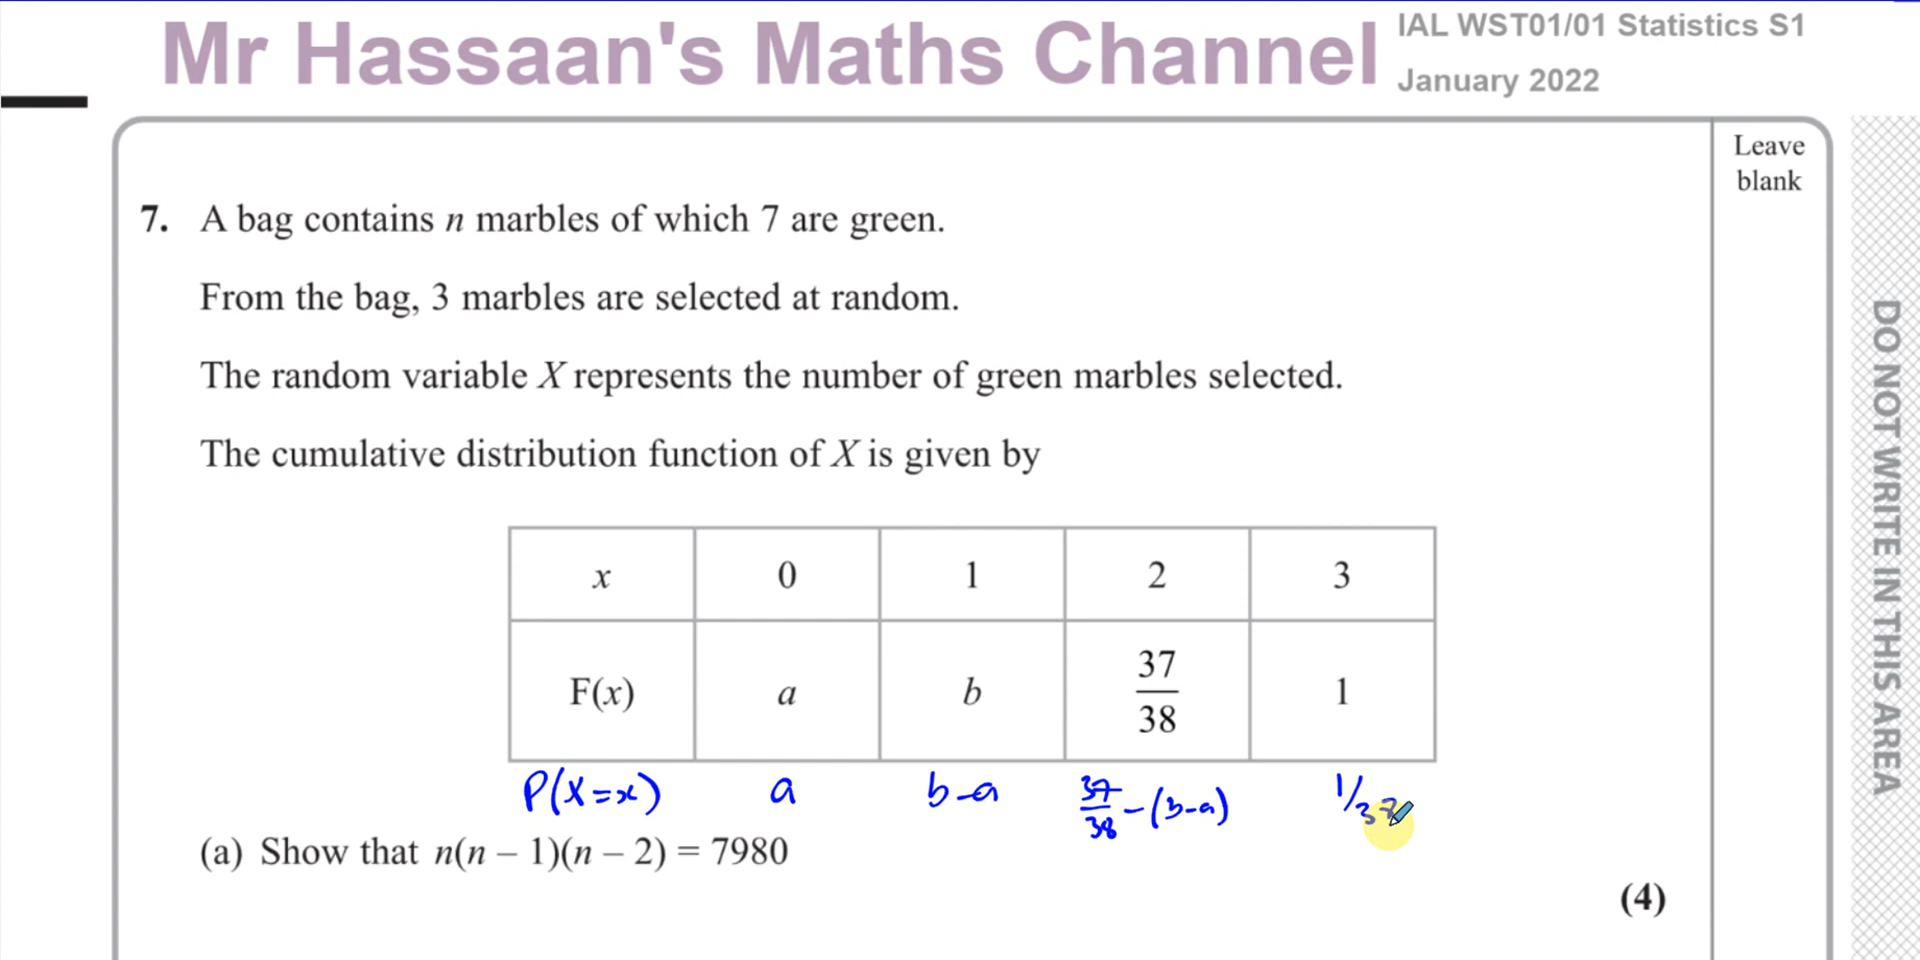 Mr Hassaan's Maths Channel
IAL WST01/01 Statistics S1
January 2022
Leave
blank
7. A bag contains n marbles of which 7 are green.
From the bag, 3 marbles are selected at random.
The random variable X represents the number of green marbles selected.
The cumulative distribution function of X is given by
x 0 1 2 3
F(x) a b 37/38 1
P(X=x) a b-a 37/38-(b-a) 1/37
(a) Show that n(n – 1)(n – 2) = 7980
(4)
DO NOT WRITE IN THIS AREA